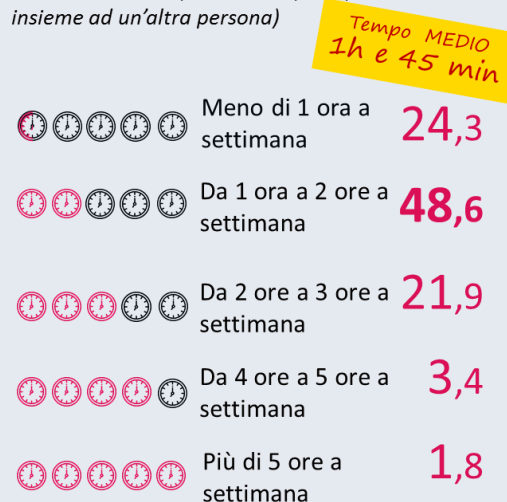 insieme ad un'altra persona)
Tempo MEDIO
1h e 45 min
Meno di 1 ora a
settimana
24,3
Da 1 ora a 2 ore a
settimana
48,6
Da 2 ore a 3 ore a
settimana
21,9
Da 4 ore a 5 ore a
settimana
3,4
Più di 5 ore a
settimana
1,8